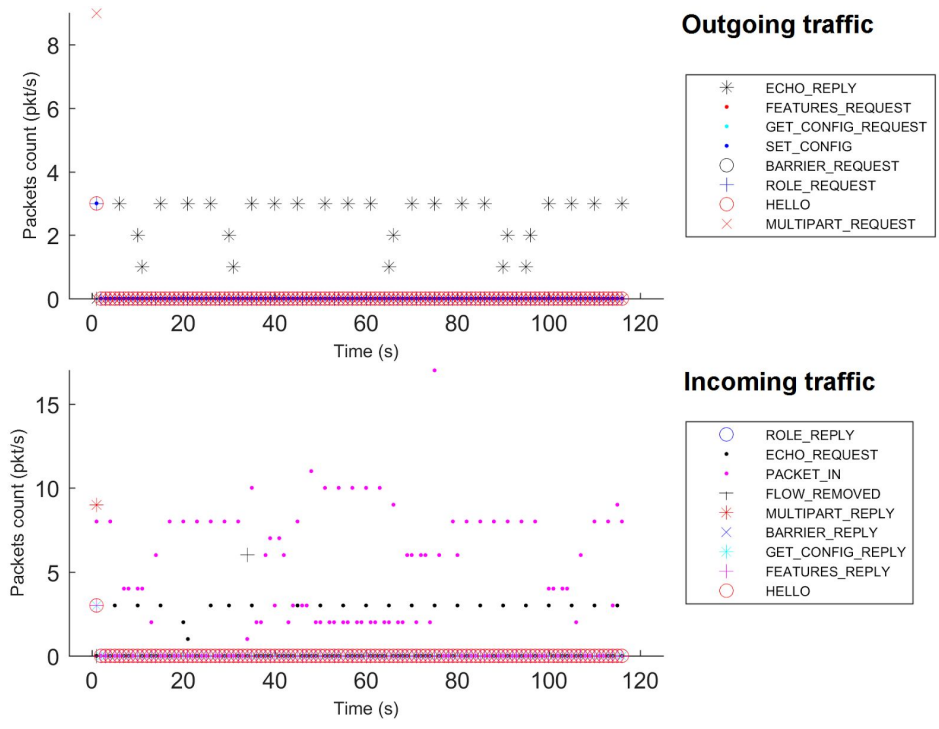 Outgoing traffic
8
6
4
2
0
Packets count (pkt/s)
0 20 40 60 80 100 120
Time (s)
ECHO_REPLY
FEATURES_REQUEST
GET_CONFIG_REQUEST
SET_CONFIG
BARRIER_REQUEST
ROLE_REQUEST
HELLO
MULTIPART_REQUEST
Incoming traffic
15
10
5
0
Packets count (pkt/s)
0 20 40 60 80 100 120
Time (s)
ROLE_REPLY
ECHO_REQUEST
PACKET_IN
FLOW_REMOVED
MULTIPART_REPLY
BARRIER_REPLY
GET_CONFIG_REPLY
FEATURES_REPLY
HELLO